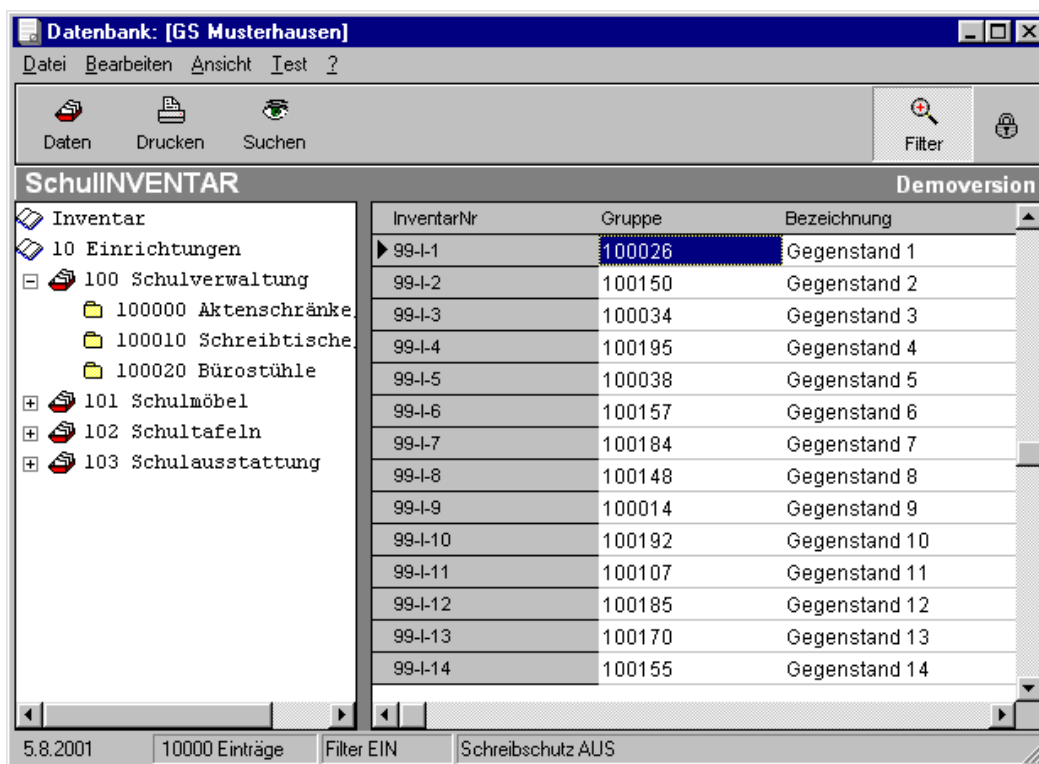 Datenbank: [GS Musterhausen]
Datei Bearbeiten Ansicht Test ?
Daten Drucken Suchen Filter
SchulINVENTAR Demoversion
Inventar
10 Einrichtungen
100 Schulverwaltung
100000 Aktenschränke,
100010 Schreibtische,
100020 Bürostühle
101 Schulmöbel
102 Schultafeln
103 Schulausstattung
InventarNr Gruppe Bezeichnung
99-I-1 100026 Gegenstand 1
99-I-2 100150 Gegenstand 2
99-I-3 100034 Gegenstand 3
99-I-4 100195 Gegenstand 4
99-I-5 100038 Gegenstand 5
99-I-6 100157 Gegenstand 6
99-I-7 100184 Gegenstand 7
99-I-8 100148 Gegenstand 8
99-I-9 100014 Gegenstand 9
99-I-10 100192 Gegenstand 10
99-I-11 100107 Gegenstand 11
99-I-12 100185 Gegenstand 12
99-I-13 100170 Gegenstand 13
99-I-14 100155 Gegenstand 14
5.8.2001 10000 Einträge Filter EIN Schreibschutz AUS